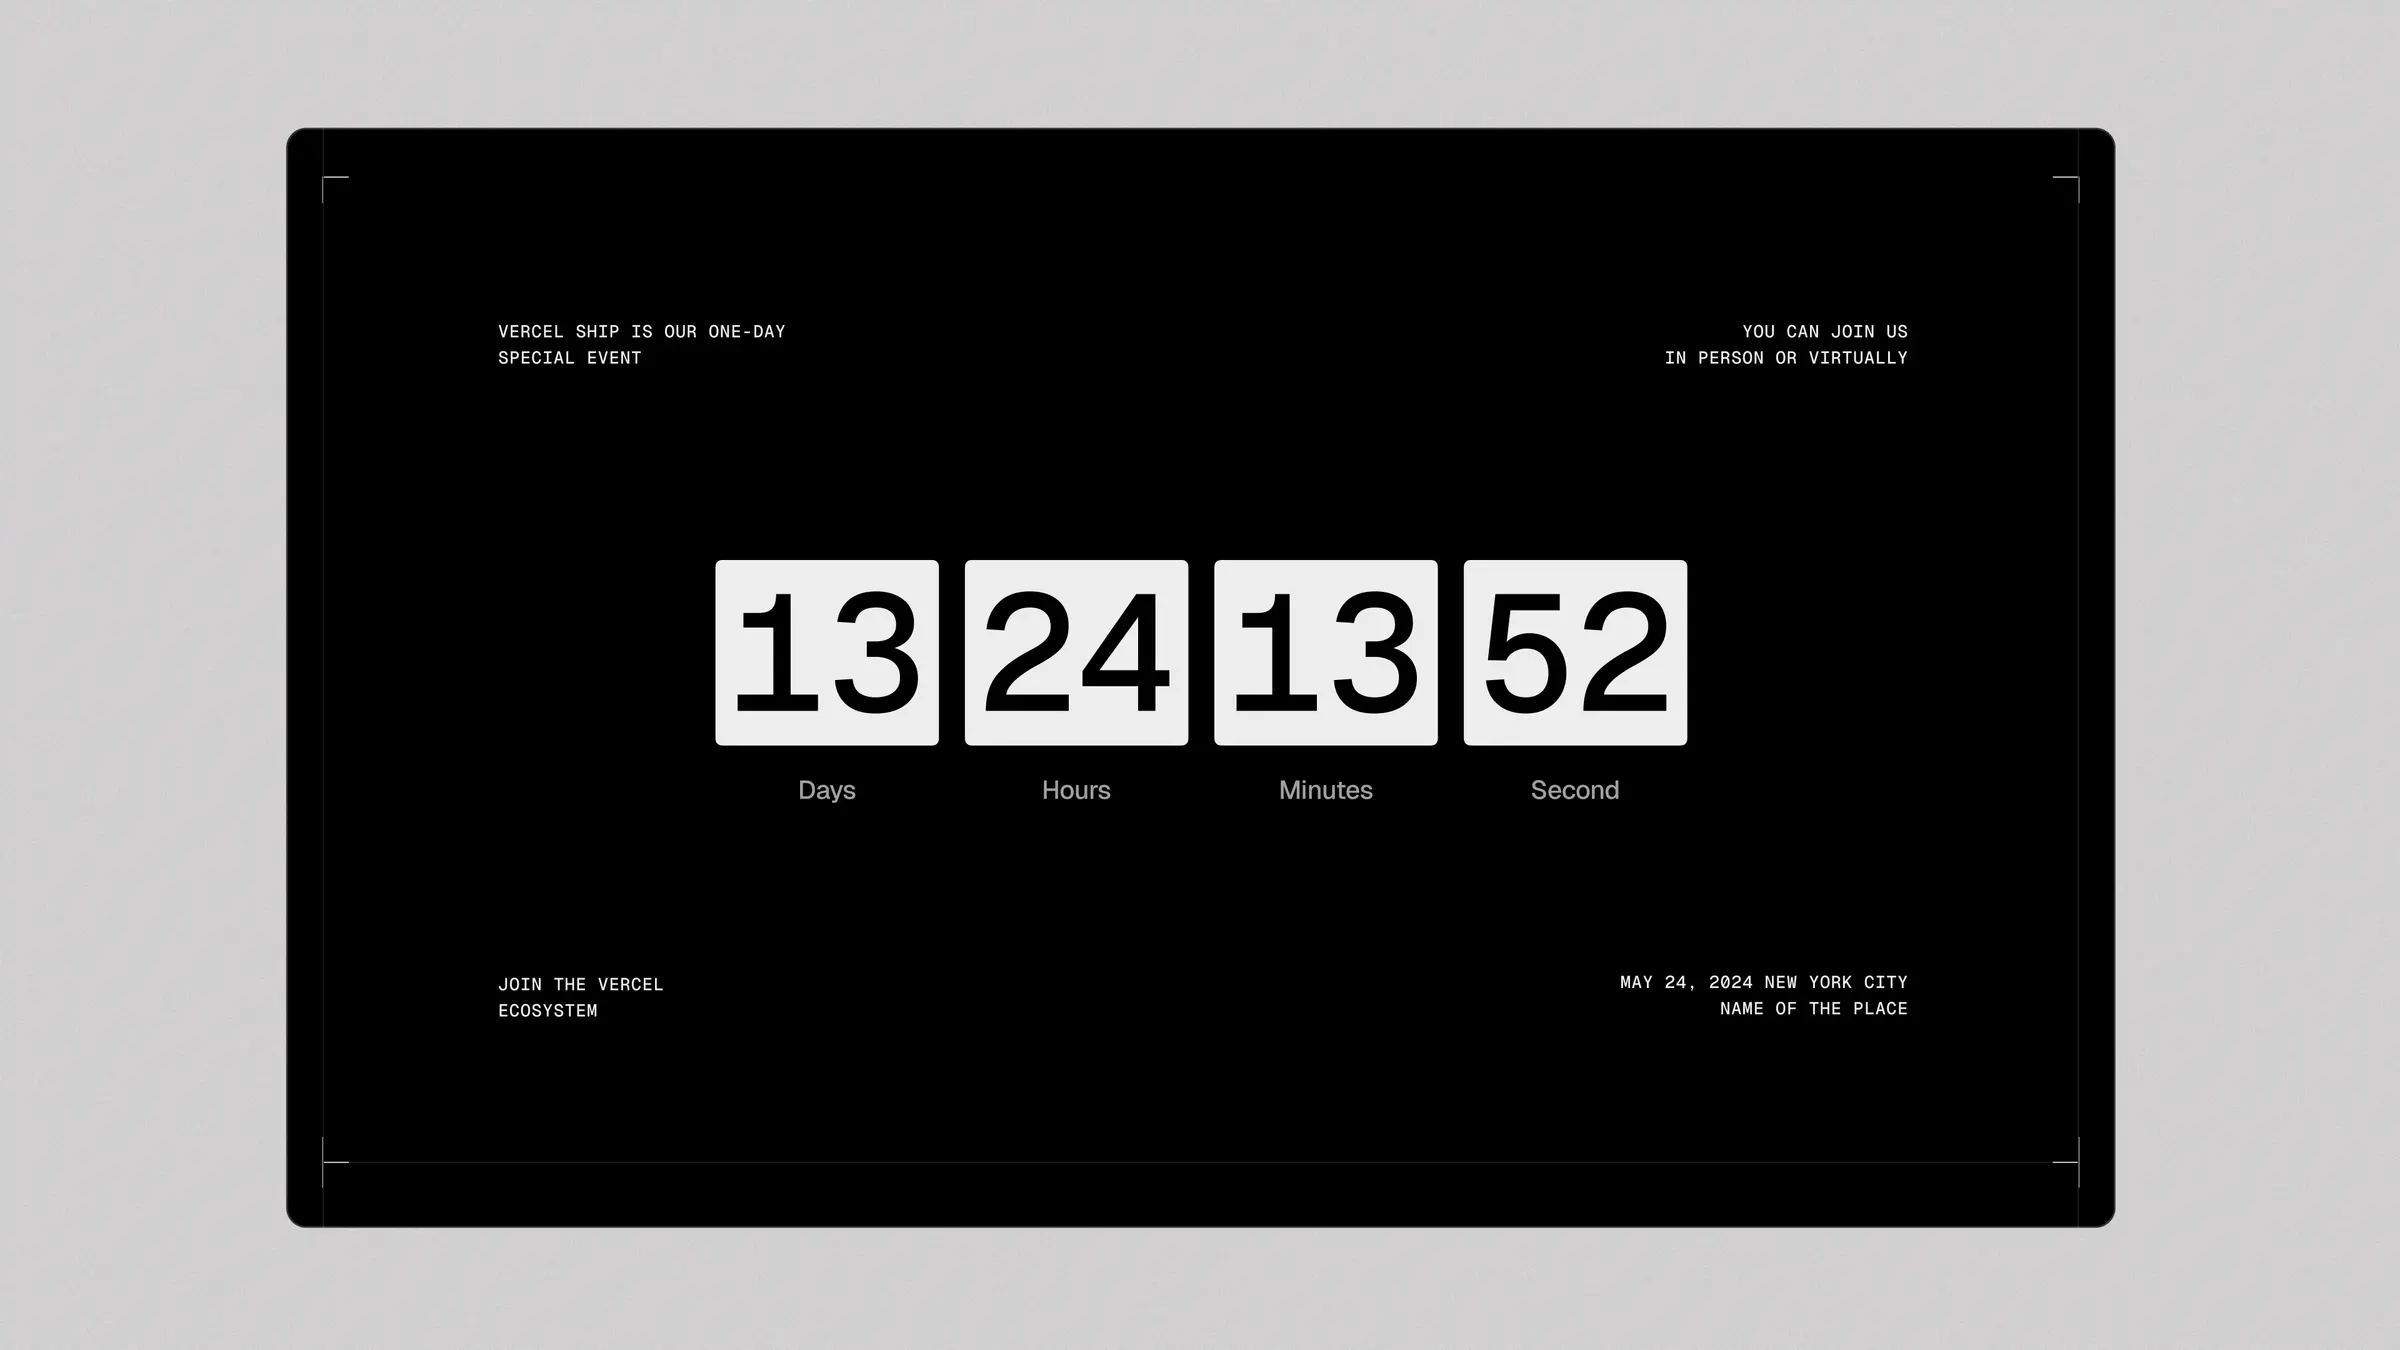 VERCEL SHIP IS OUR ONE-DAY
SPECIAL EVENT
YOU CAN JOIN US
IN PERSON OR VIRTUALLY
13 24 13 52
Days Hours Minutes Second
JOIN THE VERCEL
ECOSYSTEM
MAY 24, 2024 NEW YORK CITY
NAME OF THE PLACE